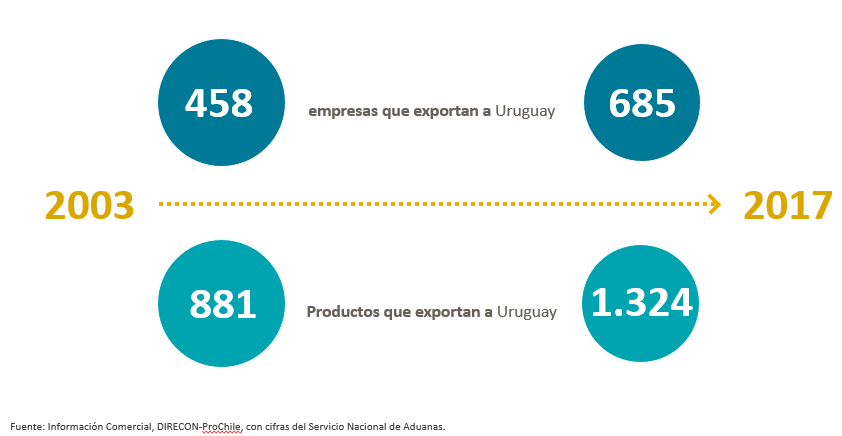 458
empresas que exportan a Uruguay
685
2003
2017
881
Productos que exportan a Uruguay
1.324
Fuente: Información Comercial, DIRECON-ProChile, con cifras del Servicio Nacional de Aduanas.